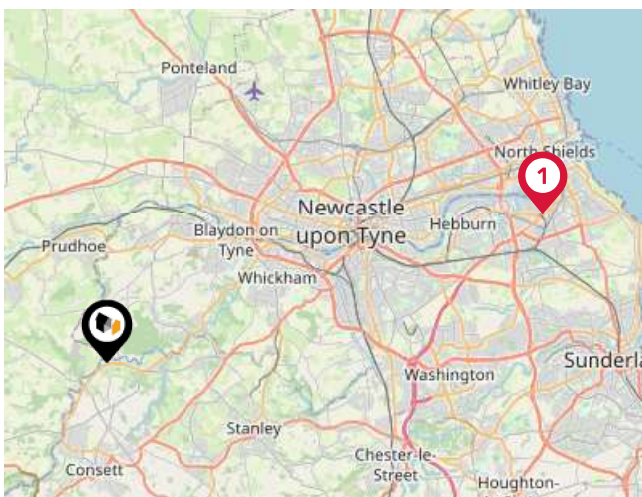 Ponteland
Whitley Bay
North Shields
1
Newcastle
upon Tyne
Hebburn
Blaydon on
Tyne
Prudhoe
Whickham
Sunderla
Washington
Stanley
Chester-le-
Street
Consett
Houghton-